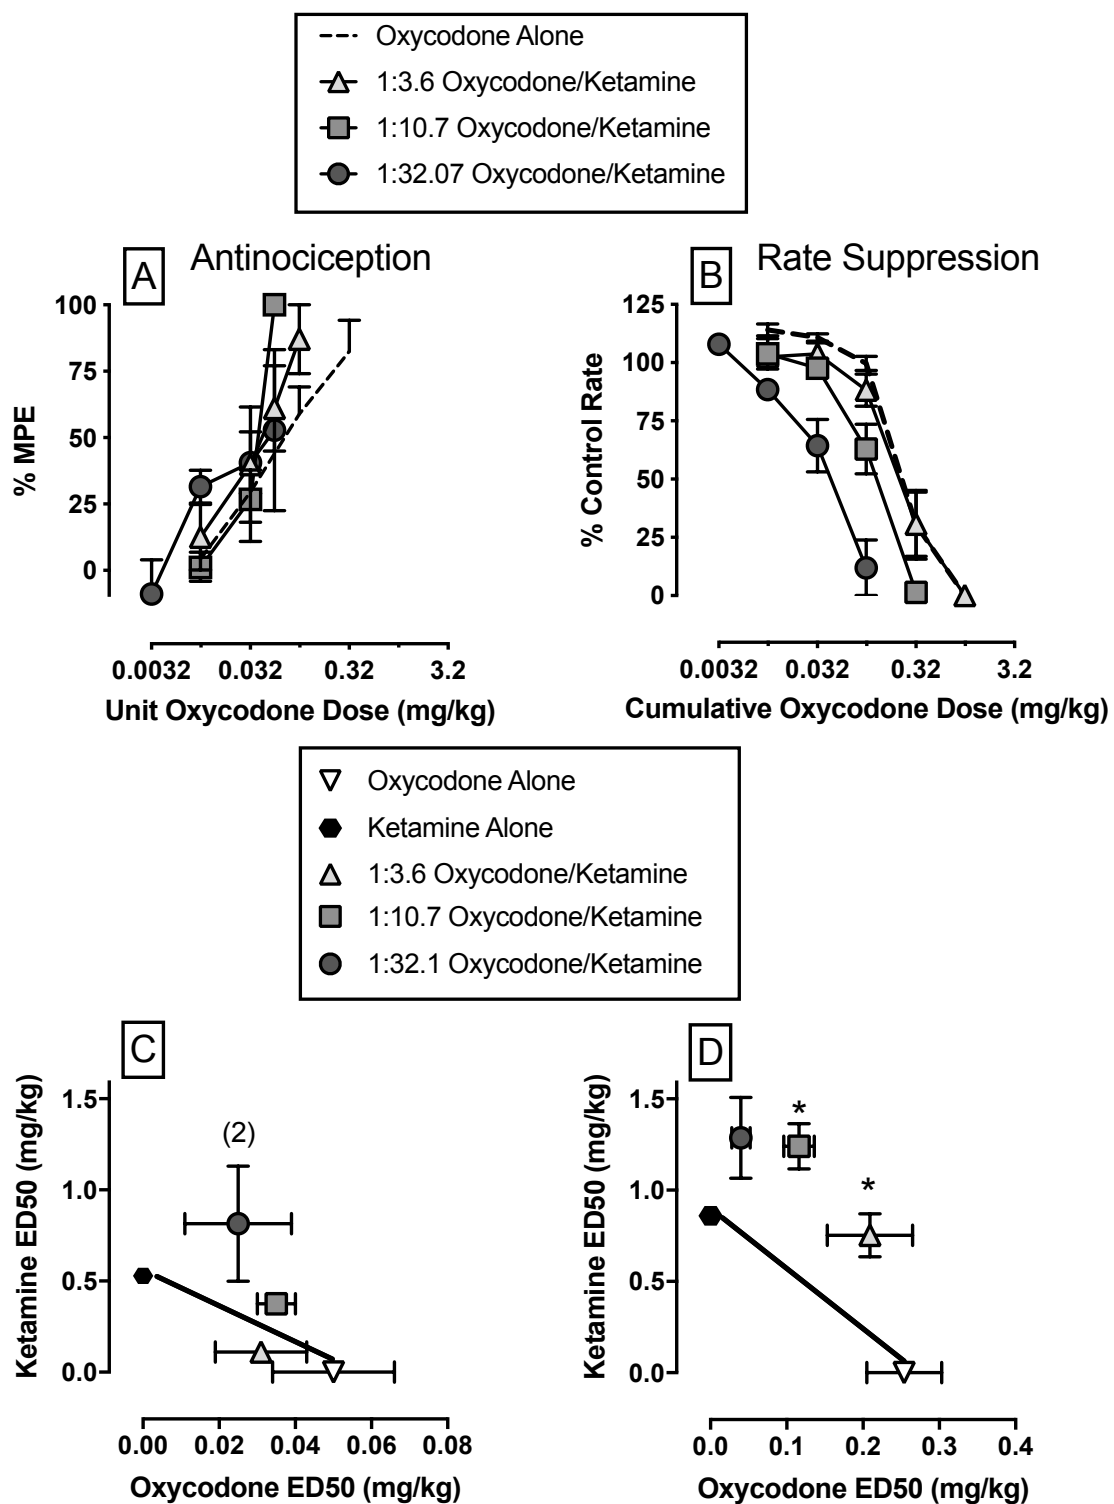 Oxycodone Alone
1:3.6 Oxycodone/Ketamine
1:10.7 Oxycodone/Ketamine
1:32.07 Oxycodone/Ketamine
A Antinociception
B Rate Suppression
100
75
50
25
0
% MPE
0.0032 0.032 0.32 3.2
Unit Oxycodone Dose (mg/kg)
125
100
75
50
25
0
% Control Rate
0.0032 0.032 0.32 3.2
Cumulative Oxycodone Dose (mg/kg)
Oxycodone Alone
Ketamine Alone
1:3.6 Oxycodone/Ketamine
1:10.7 Oxycodone/Ketamine
1:32.1 Oxycodone/Ketamine
C
1.5
1.0
0.5
0.0
Ketamine ED50 (mg/kg)
(2)
0.00 0.02 0.04 0.06 0.08
Oxycodone ED50 (mg/kg)
D
1.5
1.0
0.5
0.0
Ketamine ED50 (mg/kg)
*
*
0.0 0.1 0.2 0.3 0.4
Oxycodone ED50 (mg/kg)